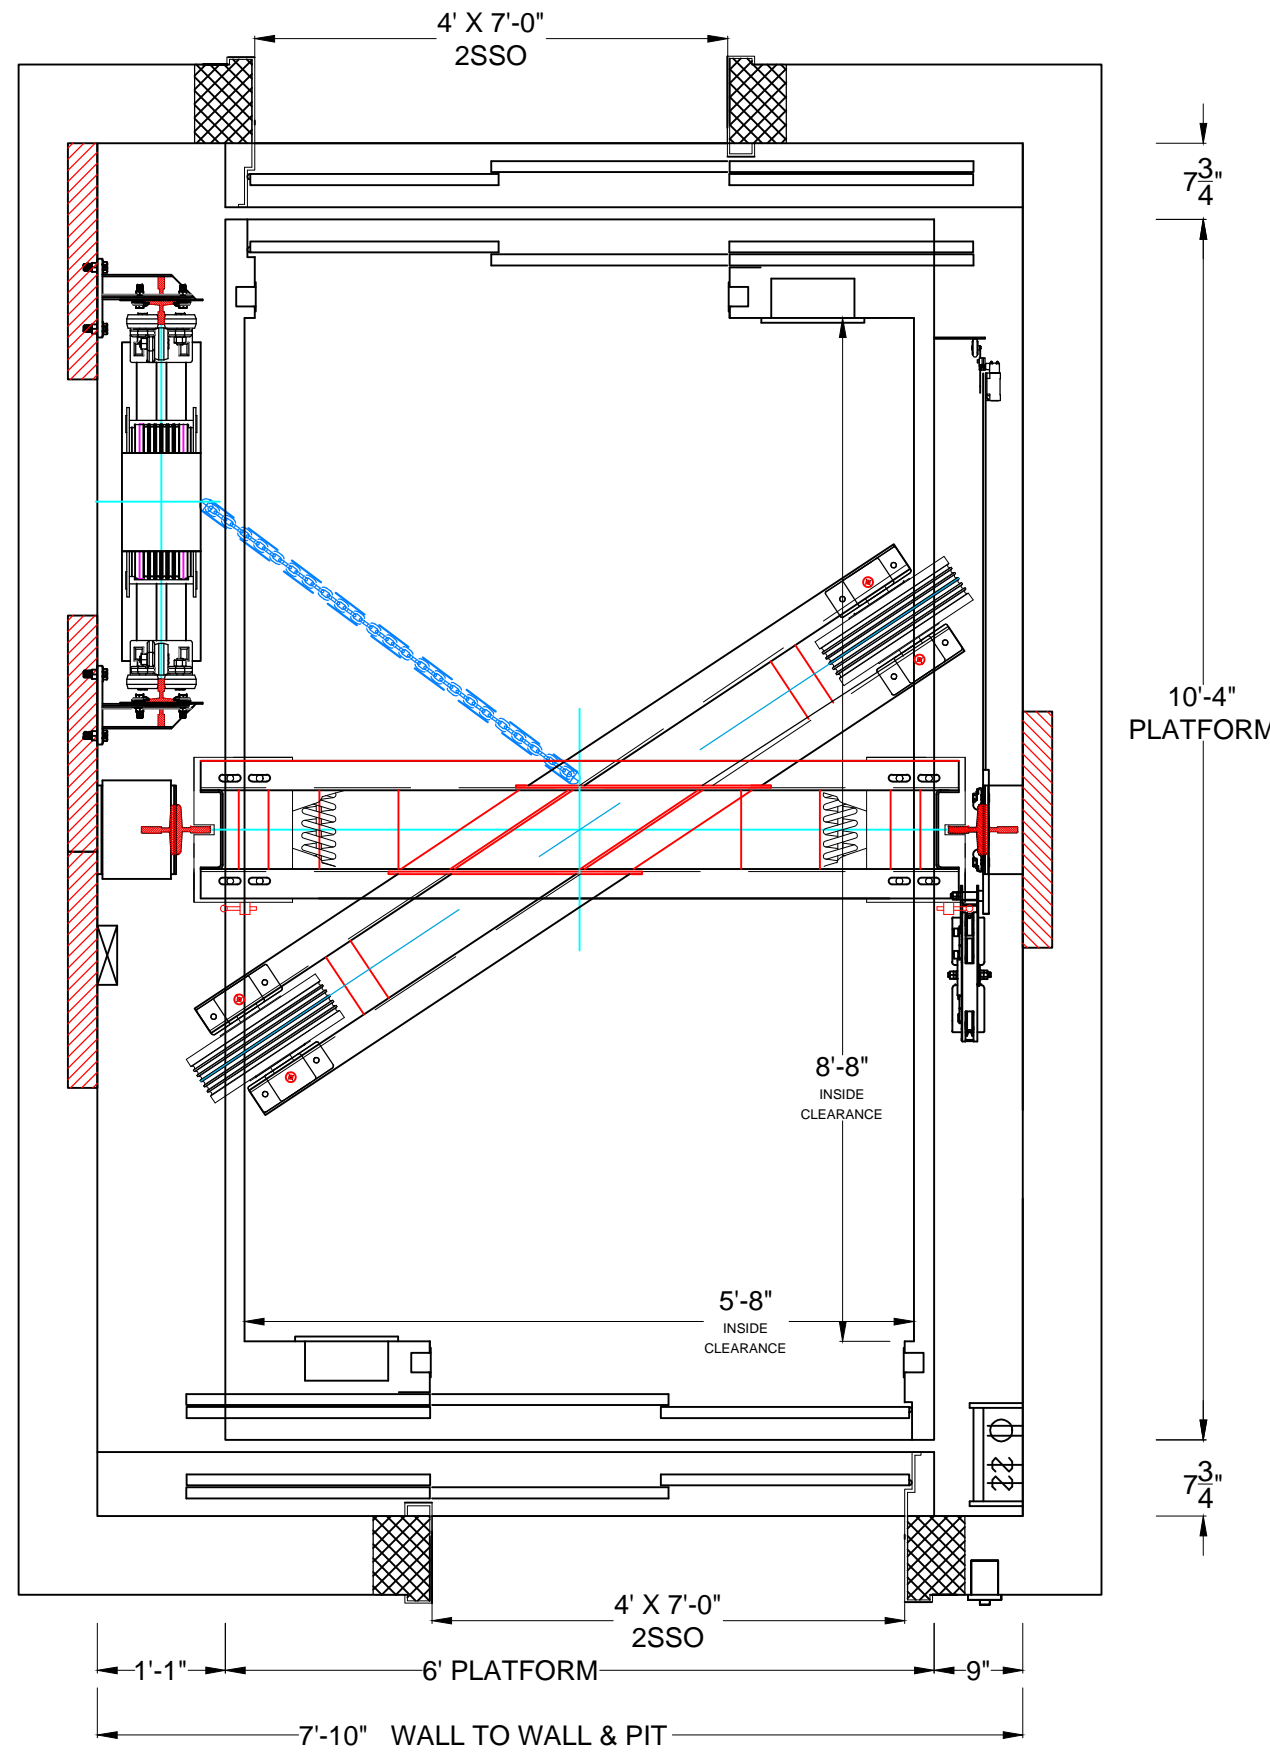 4' X 7'-0"
2SSO
7 3/4"
10'-4"
PLATFORM
8'-8"
INSIDE
CLEARANCE
5'-8"
INSIDE
CLEARANCE
7 3/4"
4' X 7'-0"
2SSO
1'-1"
6' PLATFORM
9"
7'-10" WALL TO WALL & PIT